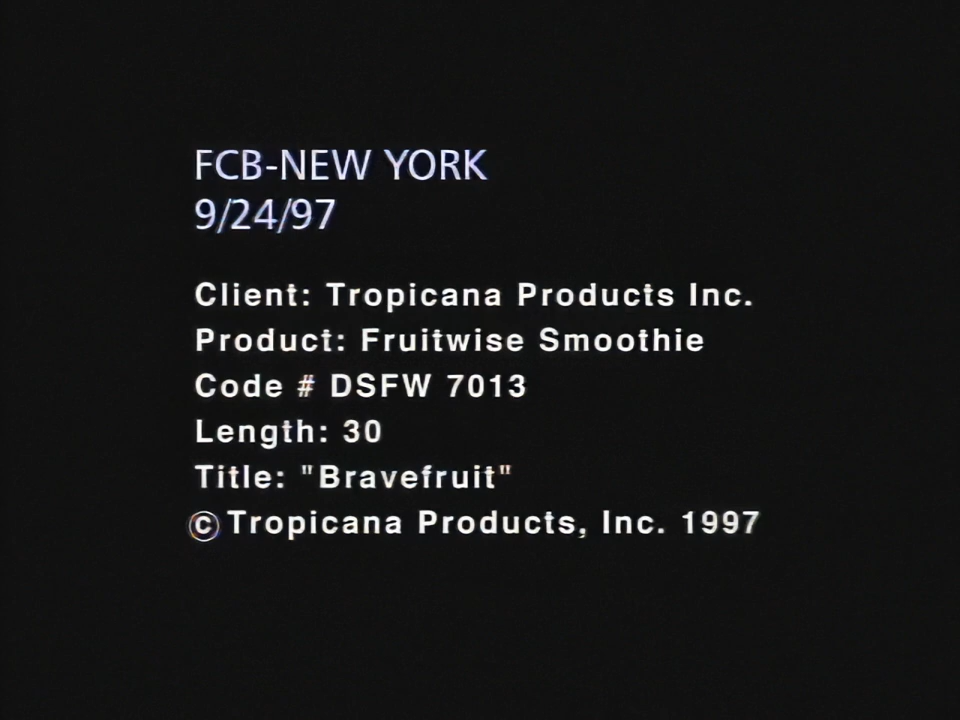 FCB-NEW YORK
9/24/97
Client: Tropicana Products Inc.
Product: Fruitwise Smoothie
Code # DSFW 7013
Length: 30
Title: "Bravefruit"
© Tropicana Products, Inc. 1997